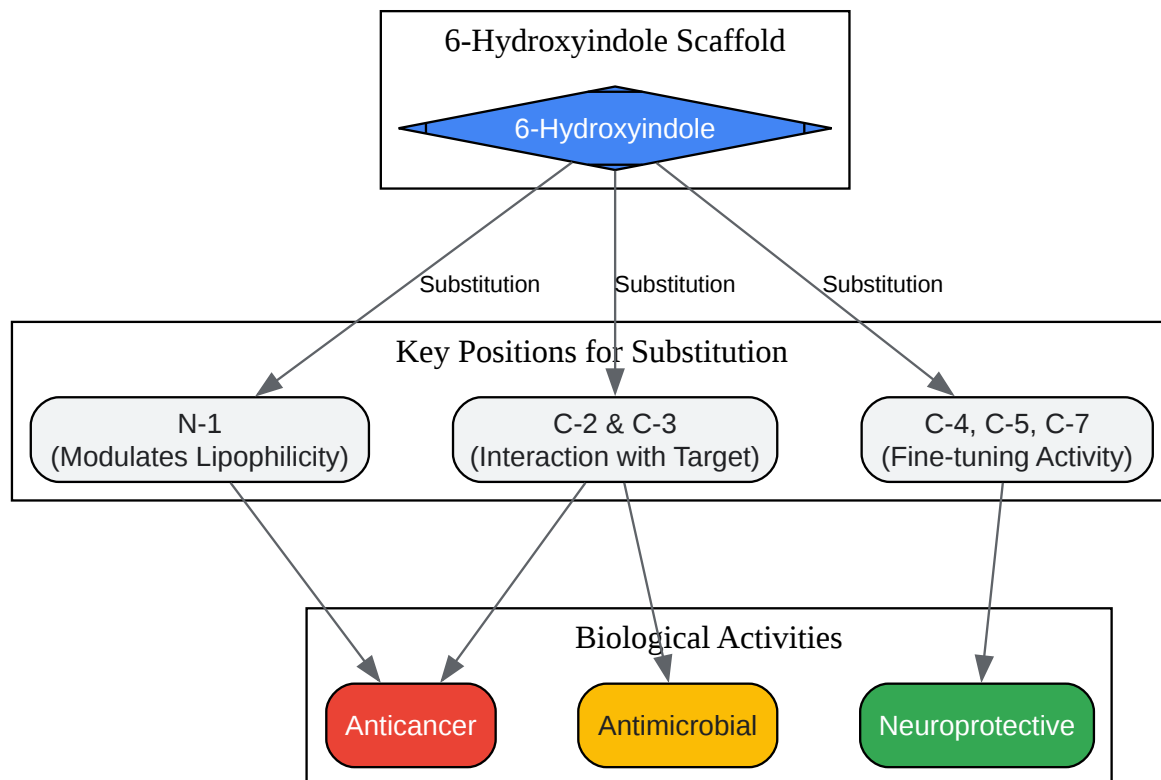 6-Hydroxyindole Scaffold
6-Hydroxyindole
Substitution
Substitution
Substitution
Key Positions for Substitution
N-1
(Modulates Lipophilicity)
C-2 & C-3
(Interaction with Target)
C-4, C-5, C-7
(Fine-tuning Activity)
Biological Activities
Anticancer
Antimicrobial
Neuroprotective